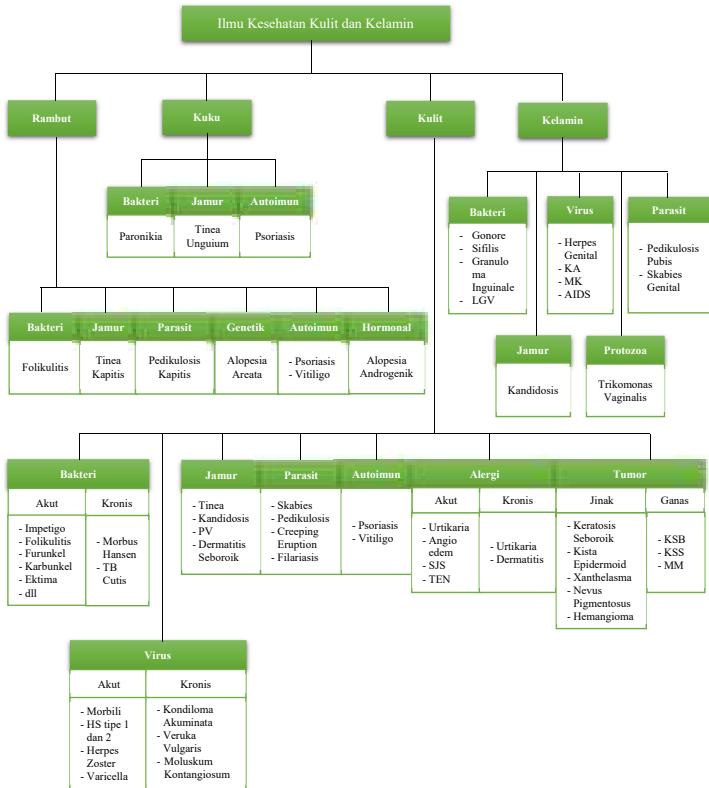 Ilmu Kesehatan Kulit dan Kelamin
Rambut
Kuku
Kulit
Kelamin
Bakteri
Paronikia
Jamur
Tinea
Unguium
Autoimun
Psoriasis
Bakteri
- Gonore
- Sifilis
- Granulo
ma
Inguinale
- LGV
Virus
- Herpes
Genital
- KA
- MK
- AIDS
Parasit
- Pedikulosis
Pubis
- Skabies
Genital
Jamur
Kandidosis
Protozoa
Trikomonas
Vaginalis
Bakteri
Folikulitis
Jamur
Tinea
Kapitis
Parasit
Pedikulosis
Kapitis
Genetik
Alopesia
Areata
Autoimun
- Psoriasis
- Vitiligo
Hormonal
Alopesia
Androgenik
Bakteri
Akut
- Impetigo
- Folikulitis
- Furunkel
- Karbunkel
- Ektima
- dll
Kronis
- Morbus
Hansen
- TB
Cutis
Jamur
- Tinea
- Kandidosis
- PV
- Dermatitis
Seboroik
Parasit
- Skabies
- Pedikulosis
- Creeping
Eruption
- Filariasis
Autoimun
- Psoriasis
- Vitiligo
Alergi
Akut
- Urtikaria
- Angio
edem
- SJS
- TEN
Kronis
- Urtikaria
- Dermatitis
Tumor
Jinak
- Keratosis
Seboroik
- Kista
Epidermoid
- Xanthelasma
- Nevus
Pigmentosus
- Hemangioma
Ganas
- KSB
- KSS
- MM
Virus
Akut
- Morbili
- HS tipe 1
dan 2
- Herpes
Zoster
- Varicella
Kronis
- Kondiloma
Akuminata
- Veruka
Vulgaris
- Moluskum
Kontangiosum